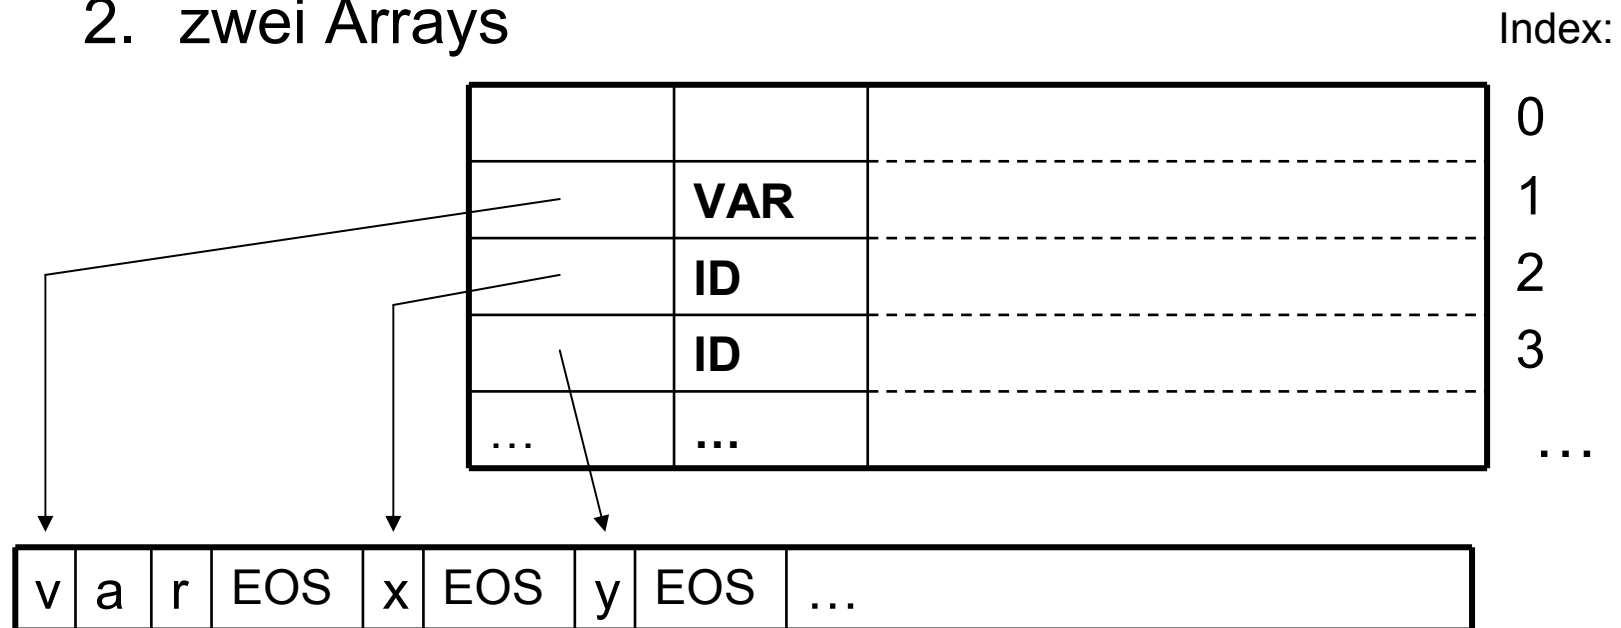 2. zwei Arrays
Index:
0
VAR
1
ID
2
ID
3
… … …
v a r EOS x EOS y EOS …